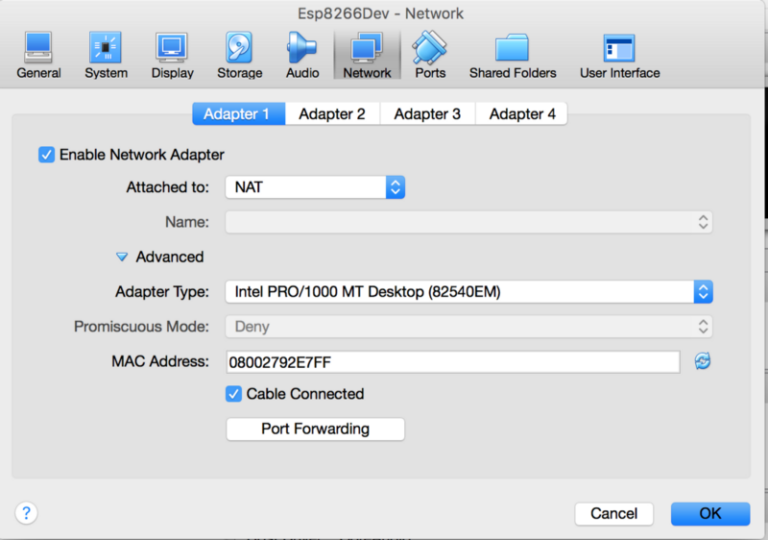 Esp8266Dev - Network
General System Display Storage Audio Network Ports Shared Folders User Interface
Adapter 1 Adapter 2 Adapter 3 Adapter 4
Enable Network Adapter
Attached to: NAT
Name:
Advanced
Adapter Type: Intel PRO/1000 MT Desktop (82540EM)
Promiscuous Mode: Deny
MAC Address: 08002792E7FF
Cable Connected
Port Forwarding
? Cancel OK